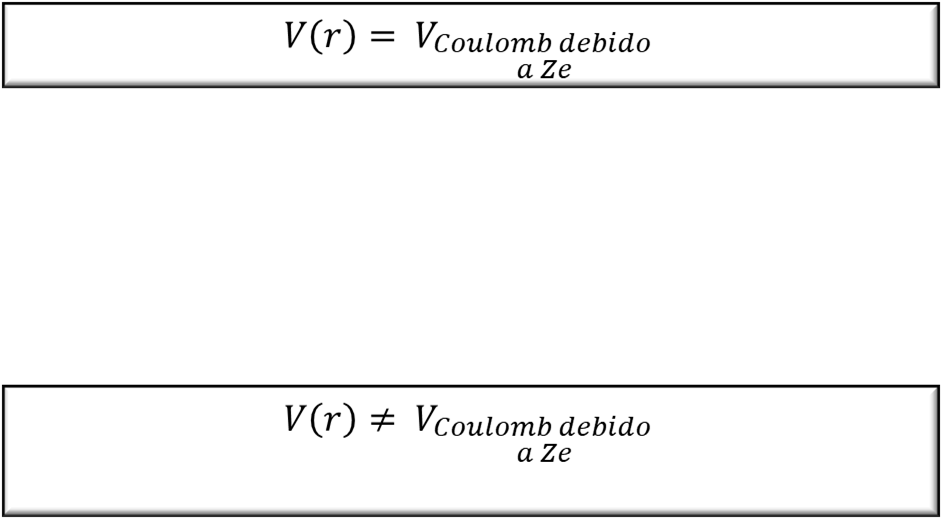 V(r) = V_{Coulomb debido
a Ze}
V(r) ≠ V_{Coulomb debido
a Ze}